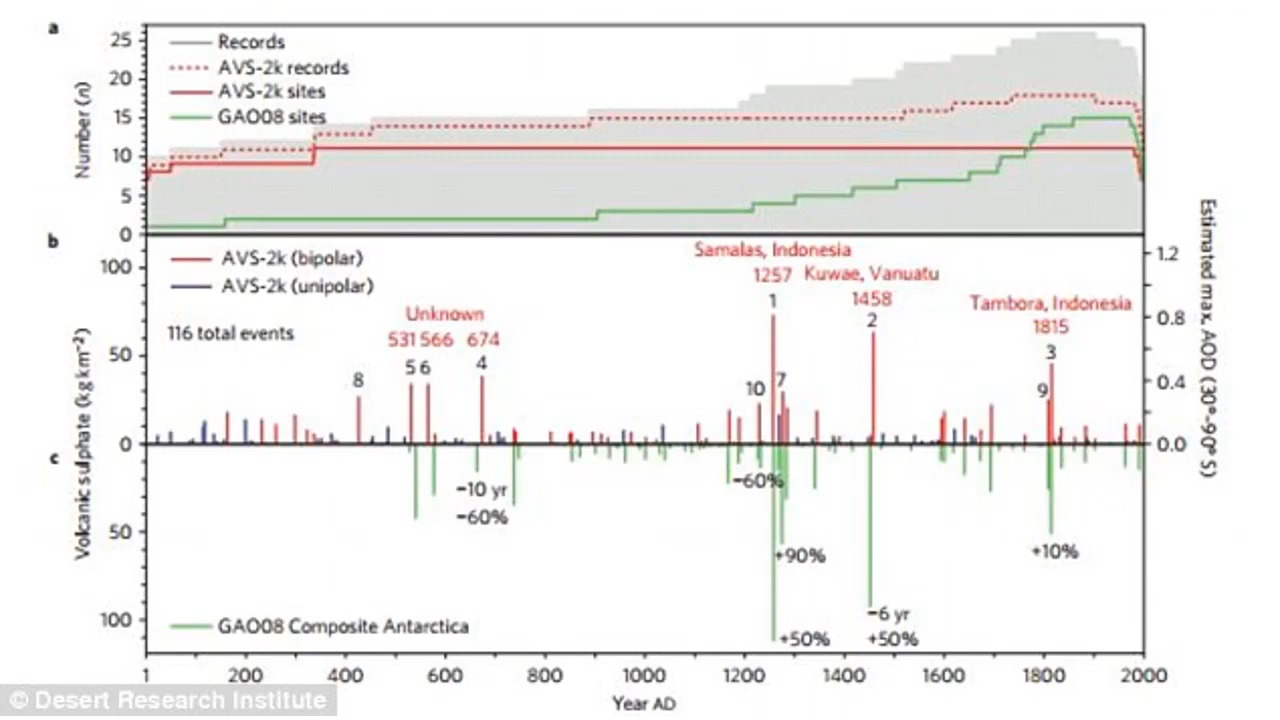 a
25
20
15
10
5
0
Number (n)
Records
AVS-2k records
AVS-2k sites
GAO08 sites
b
100
50
0
AVS-2k (bipolar)
AVS-2k (unipolar)
116 total events
Unknown
531 566 674
8
5 6
4
Samalas, Indonesia
1257
1
Kuwae, Vanuatu
1458
2
Tambora, Indonesia
1815
3
10
7
9
1.2
0.8
0.4
0.0
Estimated max, AOD (30°-90° S)
Volcanic sulphate (kg km⁻²)
c
50
100
−10 yr
−60%
−60%
+90%
+50%
−6 yr
+50%
+10%
GAO08 Composite Antarctica
1 200 400 600 800 1000 1200 1400 1600 1800 2000
Year AD
© Desert Research Institute